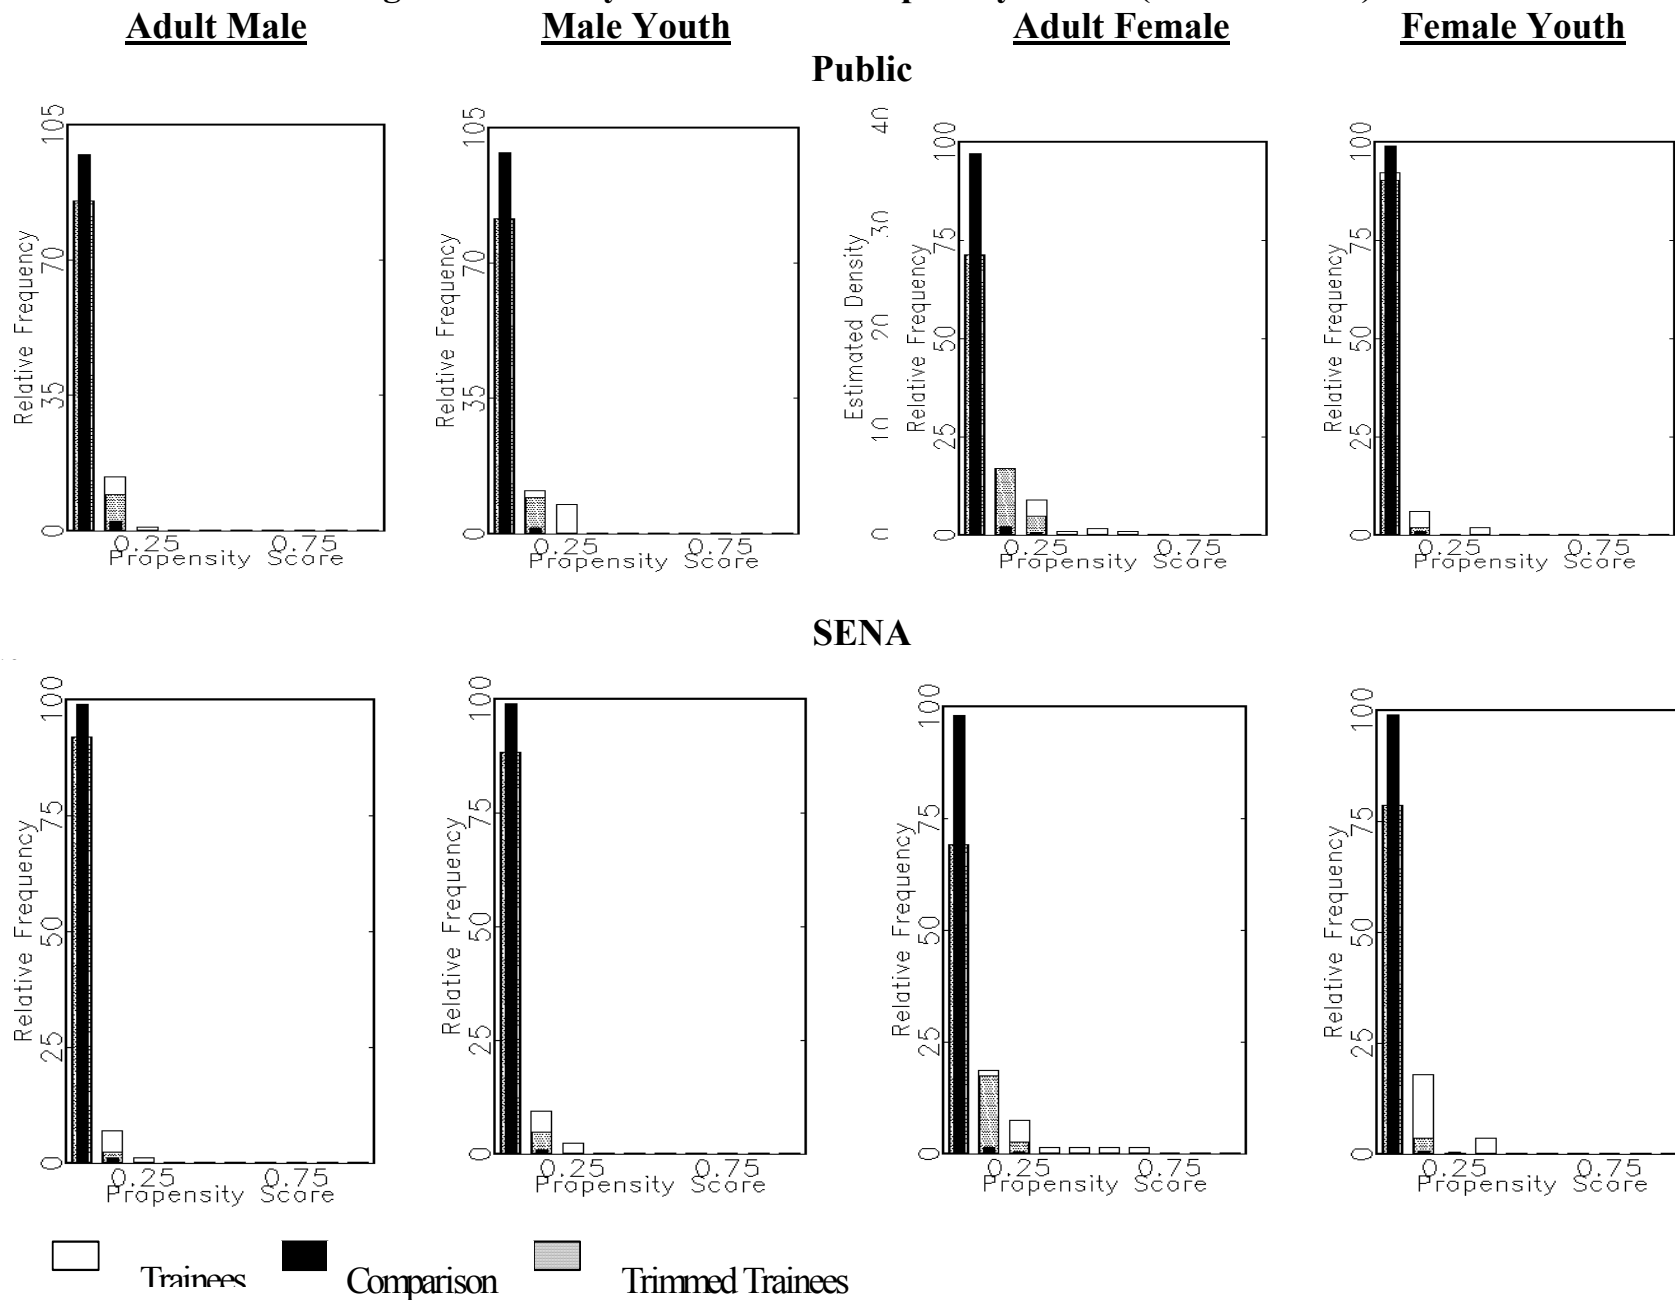 Adult Male Male Youth Adult Female Female Youth
Public
Relative Frequency
0 35 70 105
0.25 0.75
Propensity Score
Relative Frequency
0 35 70 105
0.25 0.75
Propensity Score
Estimated Density
0 10 20 30 40
Relative Frequency
0 25 50 75 100
0.25 0.75
Propensity Score
Relative Frequency
0 25 50 75 100
0.25 0.75
Propensity Score
SENA
Relative Frequency
0 25 50 75 100
0.25 0.75
Propensity Score
Relative Frequency
0 25 50 75 100
0.25 0.75
Propensity Score
Relative Frequency
0 25 50 75 100
0.25 0.75
Propensity Score
Relative Frequency
0 25 50 75 100
0.25 0.75
Propensity Score
Trainees Comparison Trimmed Trainees